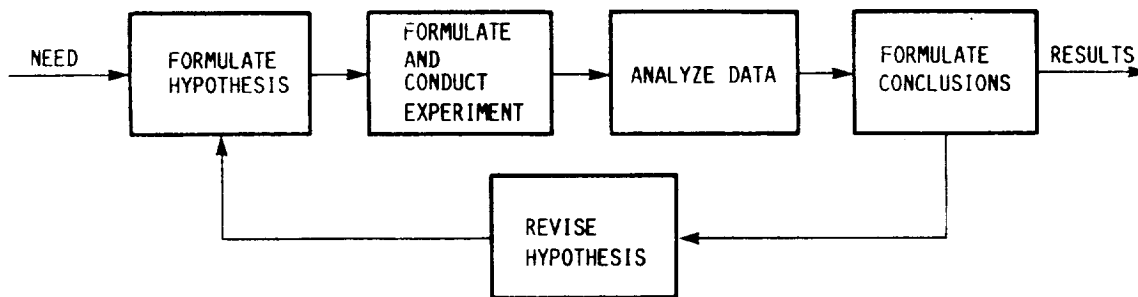 NEED
FORMULATE
HYPOTHESIS
FORMULATE
AND
CONDUCT
EXPERIMENT
ANALYZE DATA
FORMULATE
CONCLUSIONS
RESULTS
REVISE
HYPOTHESIS